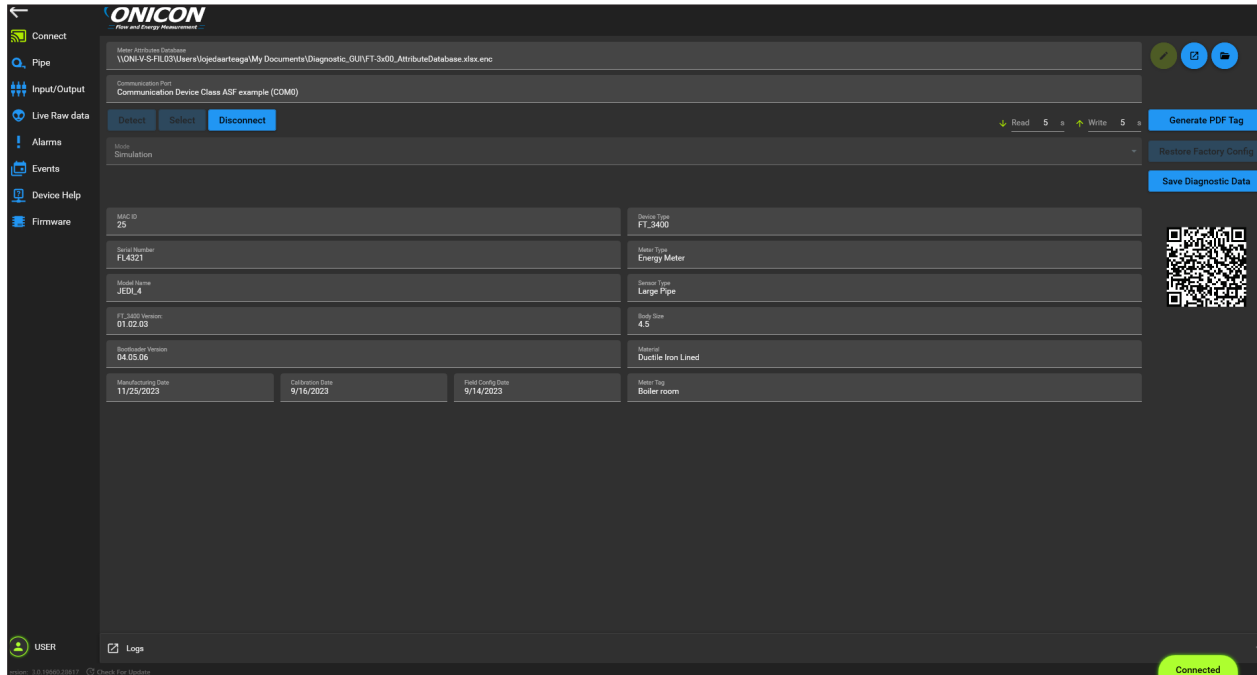 ONICON
Flow and Energy Measurement
Connect
Pipe
Input/Output
Live Raw data
Alarms
Events
Device Help
Firmware
Meter Attributes Database
\\ONI-V-S-FIL03\Users\lojedaarteaga\My Documents\Diagnostic_GUI\FT-3x00_AttributeDatabase.xlsx.enc
Communication Port
Communication Device Class ASF example (COM0)
Detect Select Disconnect
Read 5 s Write 5 s
Generate PDF Tag
Mode
Simulation
Restore Factory Config
Save Diagnostic Data
MAC ID
25
Device Type
FT_3400
Serial Number
FL4321
Meter Type
Energy Meter
Model Name
JEDI_4
Sensor Type
Large Pipe
FT_3400 Version:
01.02.03
Body Size
4.5
Bootloader Version
04.05.06
Material
Ductile Iron Lined
Manufacturing Date
11/25/2023
Calibration Date
9/16/2023
Field Config Date
9/14/2023
Meter Tag
Boiler room
USER
Logs
ersion: 3.0.19660.20617 Check For Update
Connected